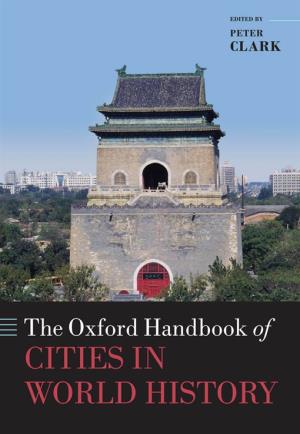 EDITED BY
PETER
CLARK
The Oxford Handbook of
CITIES IN
WORLD HISTORY